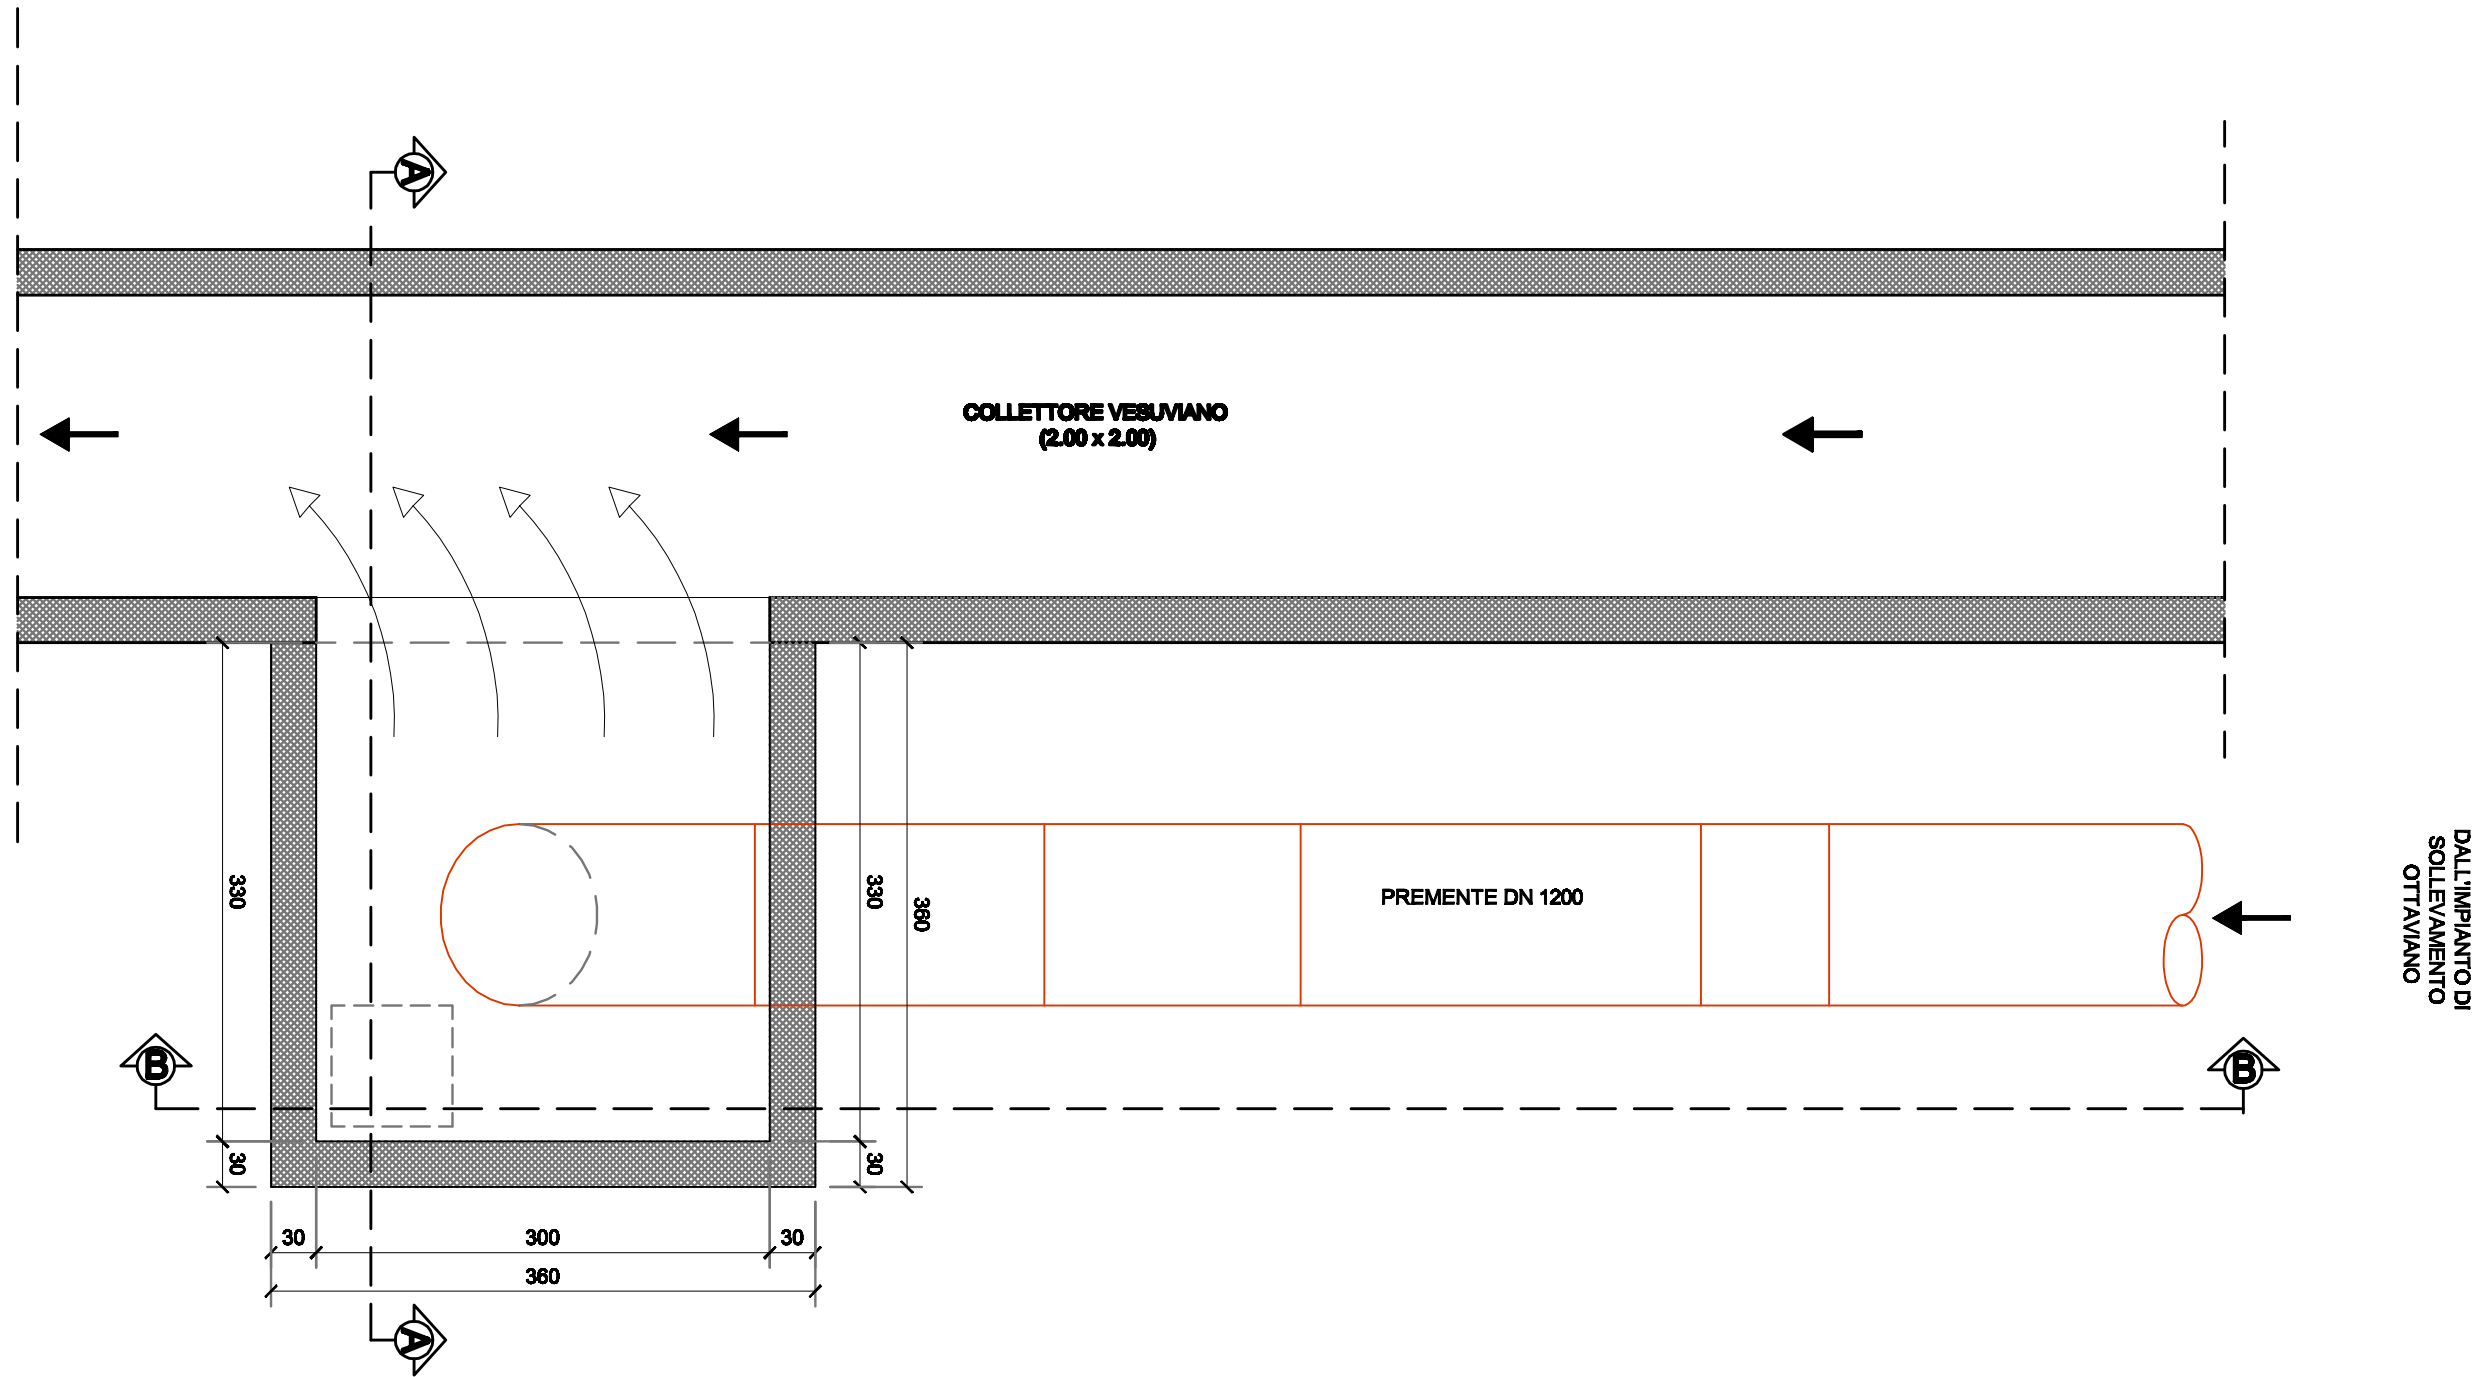 A
COLLETTORE VESUVIANO
(2.00 x 2.00)
DALL'IMPIANTO DI
SOLLEVAMENTO
OTTAVIANO
PREMENTE DN 1200
330
330
360
B
B
30
30
30
300
30
360
A